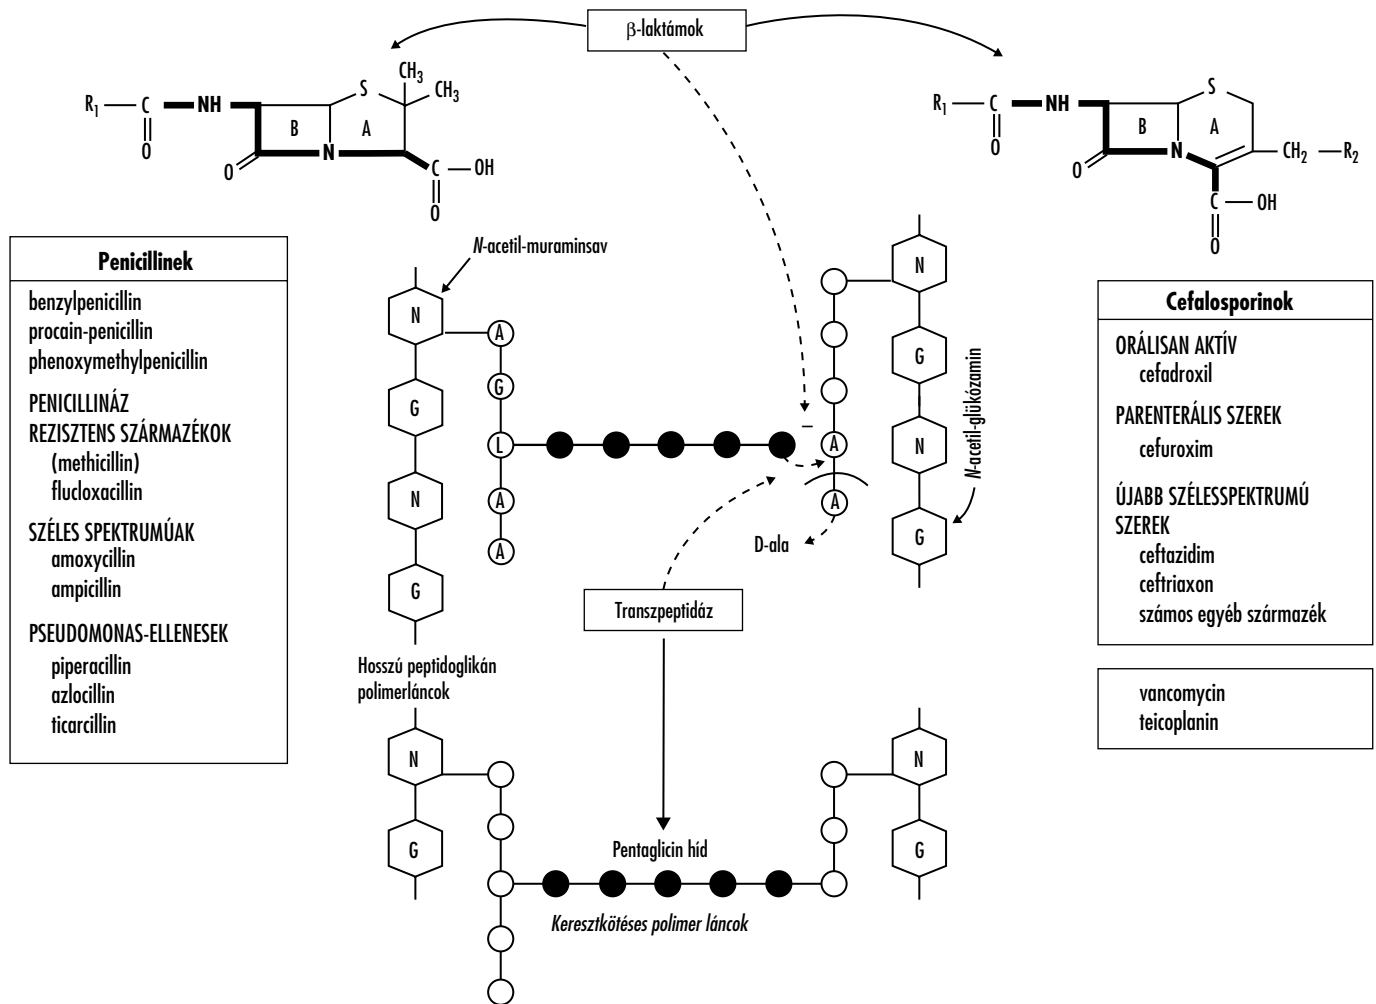 β-laktámok
R1 C NH B A S CH3 CH3
O O N C OH
O
R1 C NH B A S
O O N CH2 R2
C OH
O
Penicillinek
benzylpenicillin
procain-penicillin
phenoxymethylpenicillin
PENICILLINÁZ
REZISZTENS SZÁRMAZÉKOK
(methicillin)
flucloxacillin
SZÉLES SPEKTRUMÚAK
amoxycillin
ampicillin
PSEUDOMONAS-ELLENESEK
piperacillin
azlocillin
ticarcillin
N-acetil-muraminsav
N
G
N
G
A
G
L
A
A
–
A
A
D-ala
N
G
N
G
N-acetil-glükózamin
Transzpeptidáz
Hosszú peptidoglikán
polimerláncok
N
G
Pentaglicin híd
Keresztkötéses polimer láncok
N
G
Cefalosporinok
ORÁLISAN AKTÍV
cefadroxil
PARENTERÁLIS SZEREK
cefuroxim
ÚJABB SZÉLESSPEKTRUMÚ
SZEREK
ceftazidim
ceftriaxon
számos egyéb származék
vancomycin
teicoplanin